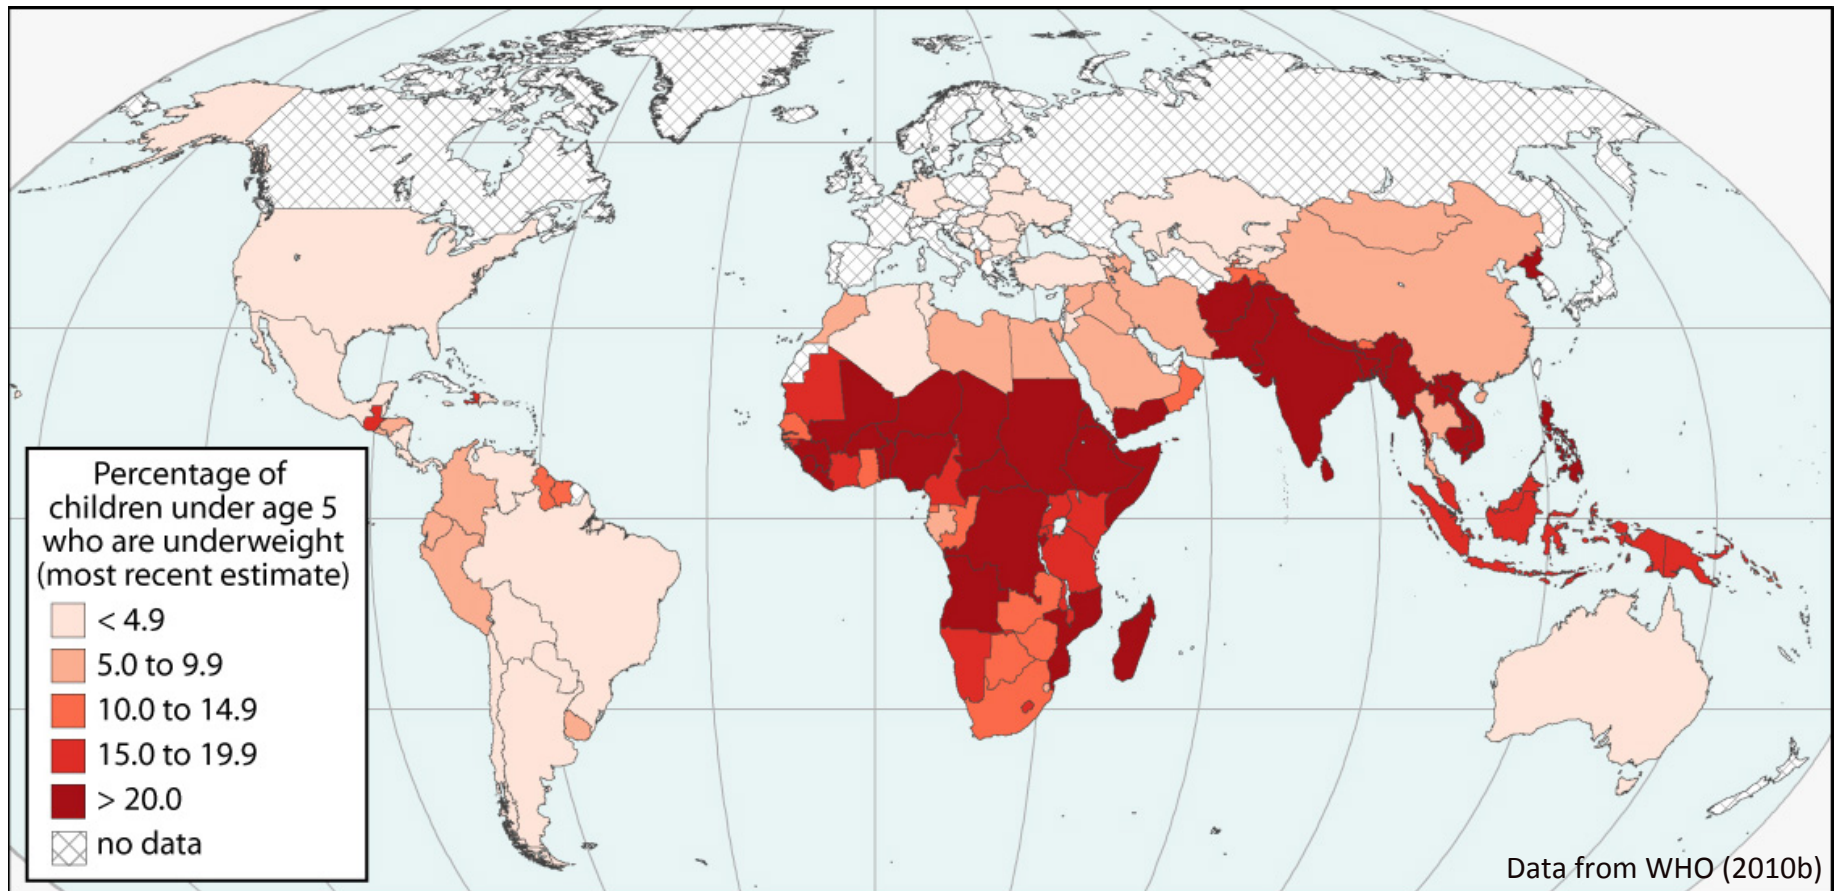 Percentage of
children under age 5
who are underweight
(most recent estimate)
< 4.9
5.0 to 9.9
10.0 to 14.9
15.0 to 19.9
> 20.0
no data
Data from WHO (2010b)